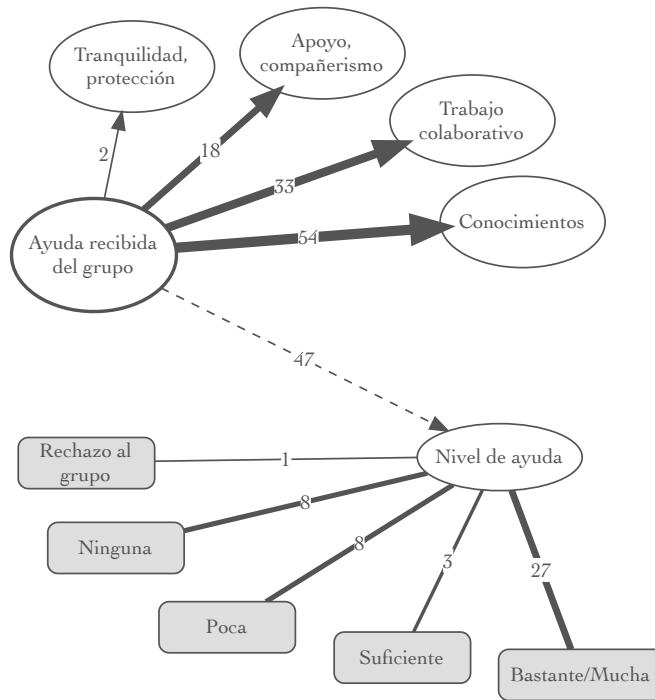 Tranquilidad,
protección
Apoyo,
compañerismo
Trabajo
colaborativo
2
18
33
Conocimientos
54
Ayuda recibida
del grupo
47
Rechazo al
grupo
1
Nivel de ayuda
8
Ninguna
8
3
27
Poca
Suficiente
Bastante/Mucha